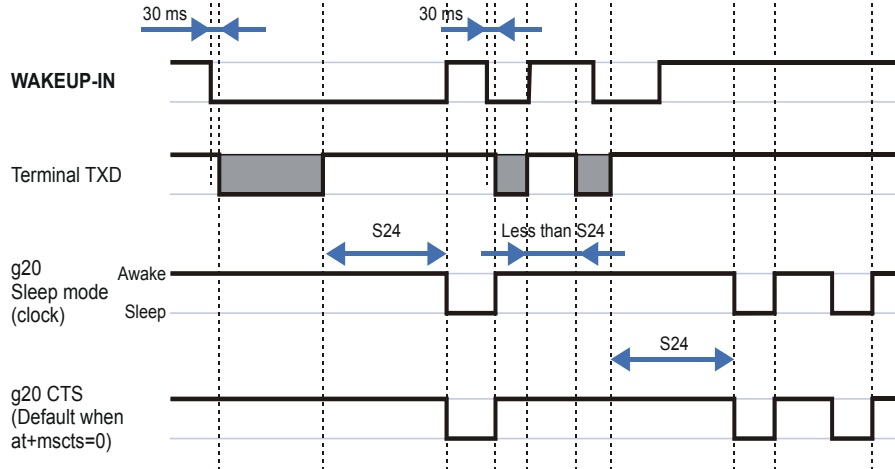 30 ms
30 ms
WAKEUP-IN
Terminal TXD
S24
Less than S24
g20
Sleep mode
(clock)
Awake
Sleep
S24
g20 CTS
(Default when
at+mscts=0)